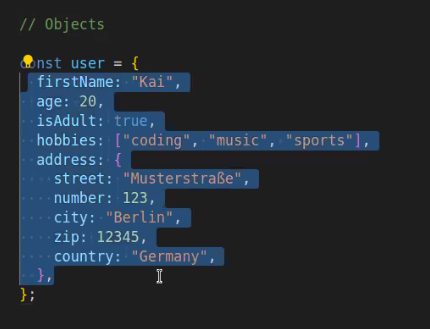 // Objects
const user = {
  firstName: "Kai",
  age: 20,
  isAdult: true,
  hobbies: ["coding", "music", "sports"],
  address: {
    street: "Musterstraße",
    number: 123,
    city: "Berlin",
    zip: 12345,
    country: "Germany",
  },
};